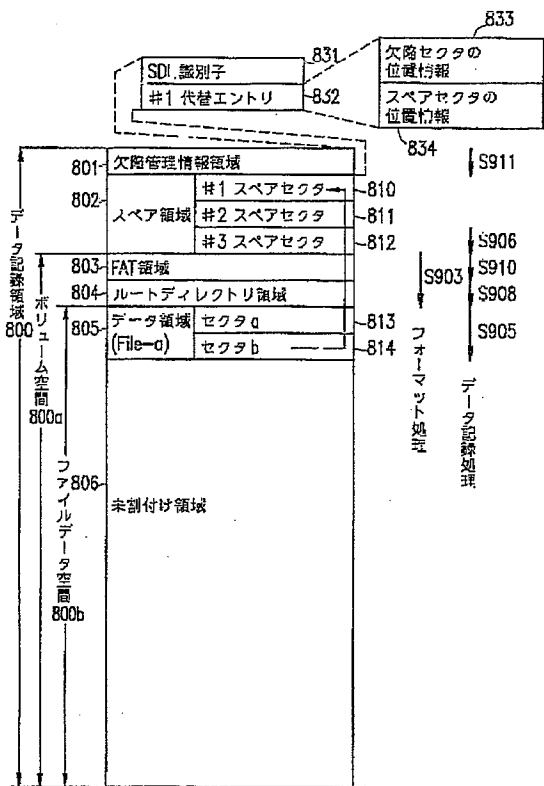 833
831
SDL識別子
832
#1 代替エントリ
欠陥セクタの
位置情報
スペアセクタの
位置情報
834
801
欠陥管理情報領域
S911
802
スペア領域
#1 スペアセクタ
810
#2 スペアセクタ
811
#3 スペアセクタ
812
S906
803
FAT領域
S903
S910
804
ルートディレクトリ領域
S908
805
データ領域
(File-a)
セクタa
813
セクタb
814
S905
フォーマット処理
データ記録処理
データ記録領域
800
ボリューム空間
800a
ファイルデータ空間
800b
806
未割付け領域